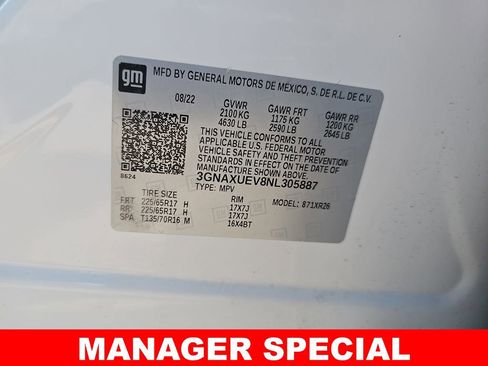 gm
MFD BY GENERAL MOTORS DE MEXICO, S. DE R.L. DE C.V.
08/22 GVWR GAWR FRT GAWR RR
2100 KG 1175 KG 1200 KG
4630 LB 2590 LB 2645 LB
THIS VEHICLE CONFORMS TO ALL
APPLICABLE U.S. FEDERAL MOTOR
VEHICLE SAFETY, BUMPER, AND
THEFT PREVENTION STANDARDS IN
EFFECT ON THE DATE OF
MANUFACTURE SHOWN ABOVE.
3GNAXUEV8NL305887
8624 TYPE: MPV MODEL: 871XR26
TIRE SIZE RIM
FRT 225/65R17 H 17X7J
RR 225/65R17 H 17X7J
SPA T135/70R16 M 16X4BT
MANAGER SPECIAL